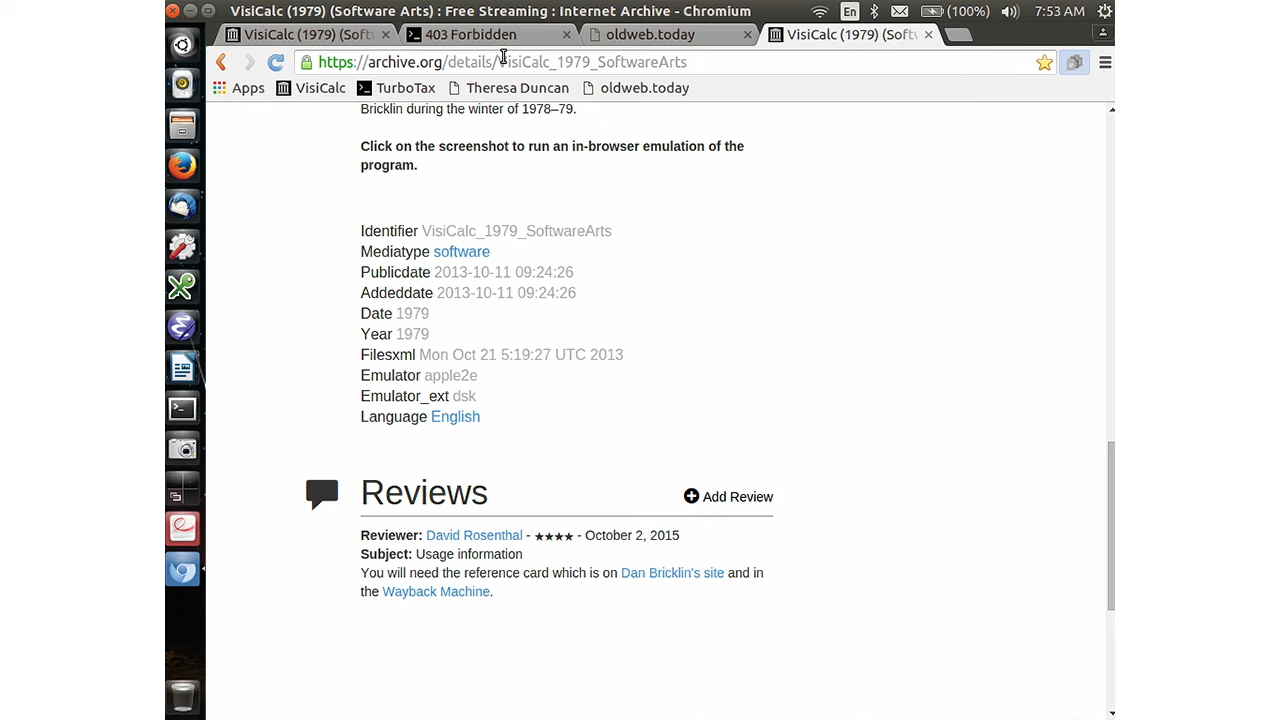 VisiCalc (1979) (Software Arts) : Free Streaming : Internet Archive - Chromium
En
(100%)
7:53 AM
VisiCalc (1979) (Softv
403 Forbidden
oldweb.today
VisiCalc (1979) (Softv
https://archive.org/details/VisiCalc_1979_SoftwareArts
Apps
VisiCalc
TurboTax
Theresa Duncan
oldweb.today
Bricklin during the winter of 1978–79.
Click on the screenshot to run an in-browser emulation of the
program.
Identifier VisiCalc_1979_SoftwareArts
Mediatype software
Publicdate 2013-10-11 09:24:26
Addeddate 2013-10-11 09:24:26
Date 1979
Year 1979
Filesxml Mon Oct 21 5:19:27 UTC 2013
Emulator apple2e
Emulator_ext dsk
Language English
Reviews
Add Review
Reviewer: David Rosenthal - ★★★★ - October 2, 2015
Subject: Usage information
You will need the reference card which is on Dan Bricklin's site and in
the Wayback Machine.